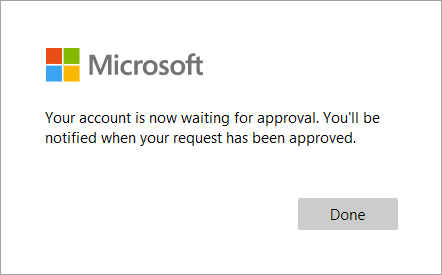 Microsoft
Your account is now waiting for approval. You'll be
notified when your request has been approved.
Done